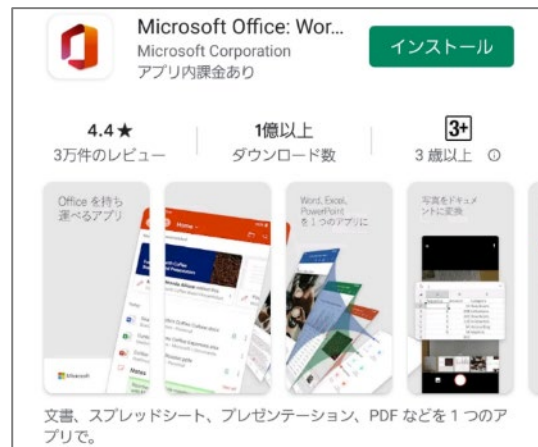 Microsoft Office: Wor...
Microsoft Corporation
アプリ内課金あり
インストール
4.4★
3万件のレビュー
1億以上
ダウンロード数
3+
3 歳以上
Office を持ち
運べるアプリ
Home
Notes
Microsoft
Word, Excel,
PowerPoint
を 1 つのアプリに
写真をドキュメ
ントに変換
文書、スプレッドシート、プレゼンテーション、PDF などを 1 つのア
プリで。